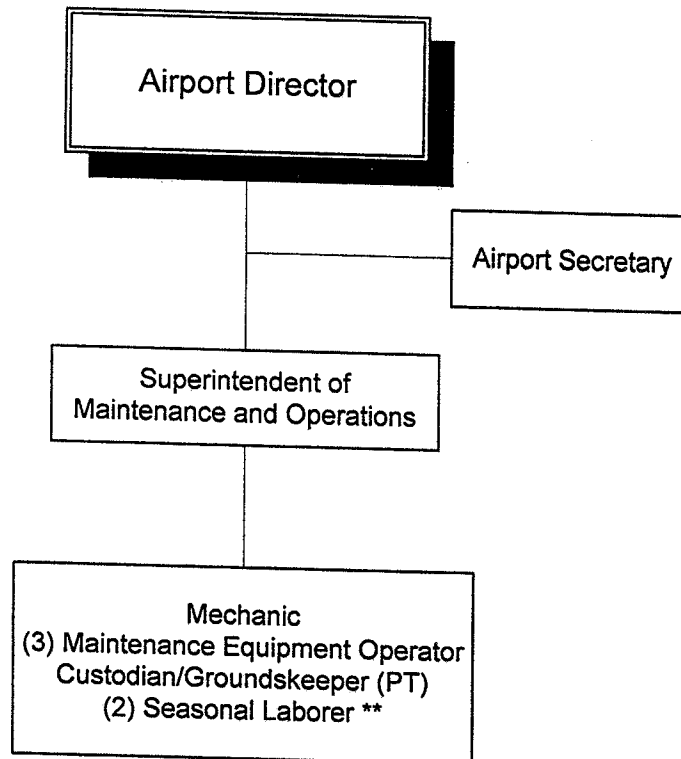 Airport Director
Airport Secretary
Superintendent of
Maintenance and Operations
Mechanic
(3) Maintenance Equipment Operator
Custodian/Groundskeeper (PT)
(2) Seasonal Laborer **